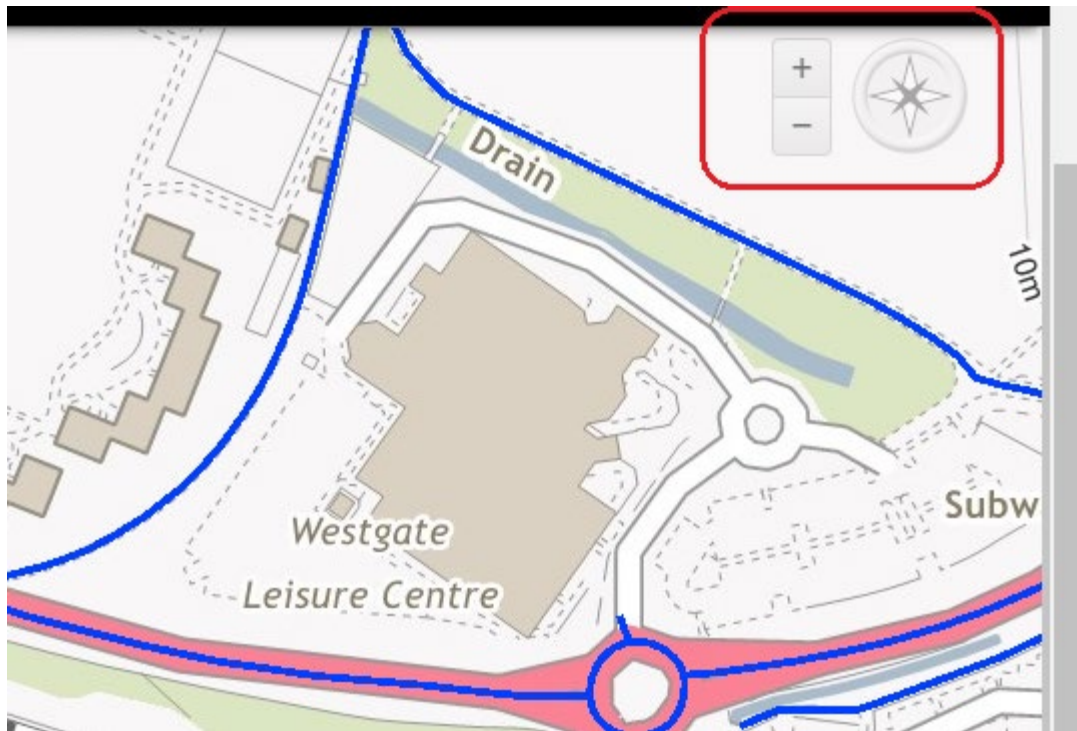 +
−
Drain
10m
Subw
Westgate
Leisure Centre